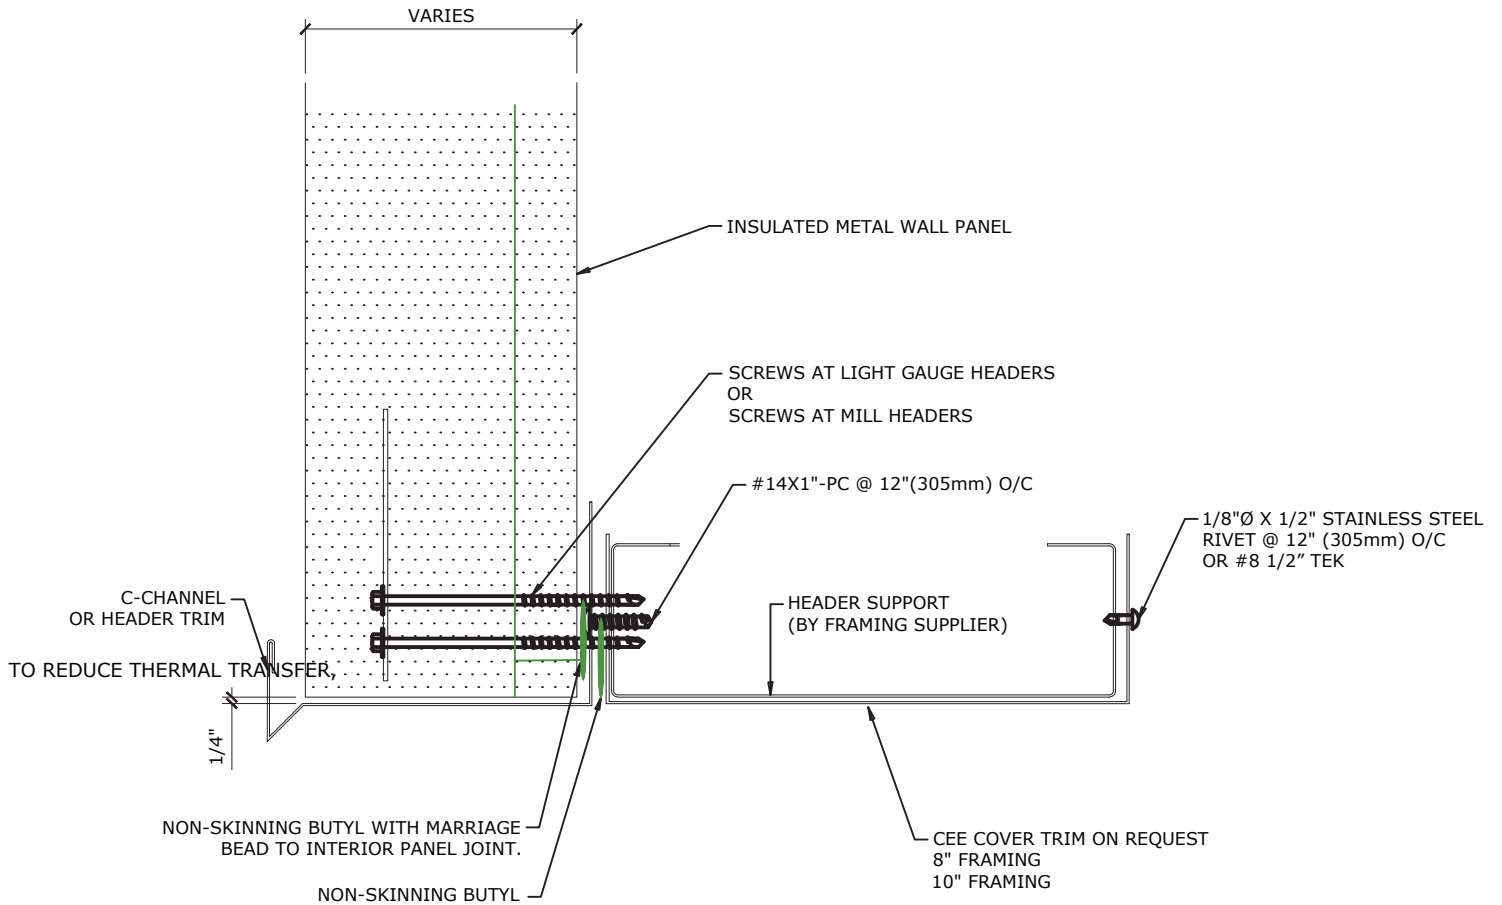 VARIES
INSULATED METAL WALL PANEL
SCREWS AT LIGHT GAUGE HEADERS
OR
SCREWS AT MILL HEADERS
#14X1"-PC @ 12"(305mm) O/C
1/8"Ø X 1/2" STAINLESS STEEL
RIVET @ 12" (305mm) O/C
OR #8 1/2” TEK
C-CHANNEL
OR HEADER TRIM
HEADER SUPPORT
(BY FRAMING SUPPLIER)
TO REDUCE THERMAL TRANSFER,
1/4"
NON-SKINNING BUTYL WITH MARRIAGE
BEAD TO INTERIOR PANEL JOINT.
NON-SKINNING BUTYL
CEE COVER TRIM ON REQUEST
8" FRAMING
10" FRAMING